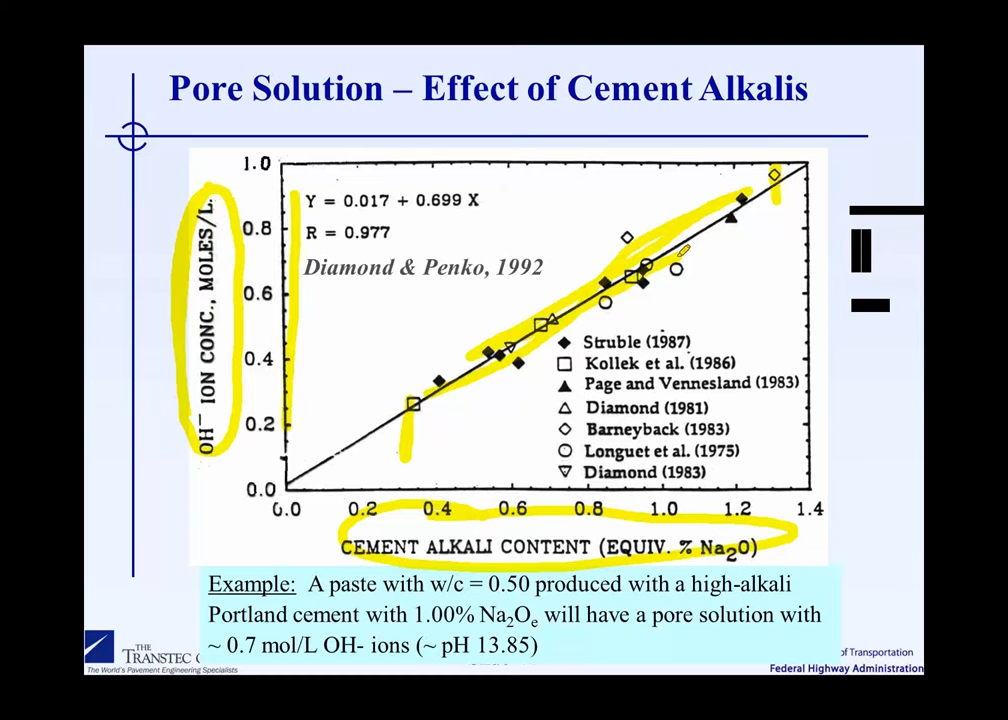 Pore Solution – Effect of Cement Alkalis
1.0
Y = 0.017 + 0.699 X
R = 0.977
Diamond & Penko, 1992
0.8
0.6
0.4
0.2
0.0
OH⁻ ION CONC., MOLES/L.
Struble (1987)
Kollek et al. (1986)
Page and Vennesland (1983)
Diamond (1981)
Barneyback (1983)
Longuet et al. (1975)
Diamond (1983)
0.0 0.2 0.4 0.6 0.8 1.0 1.2 1.4
CEMENT ALKALI CONTENT (EQUIV. % Na₂O)
Example: A paste with w/c = 0.50 produced with a high-alkali
Portland cement with 1.00% Na₂Oₑ will have a pore solution with
~ 0.7 mol/L OH- ions (~ pH 13.85)
THE
TRANSTEC
The World's Pavement Engineering Specialists
of Transportation
Federal Highway Administration